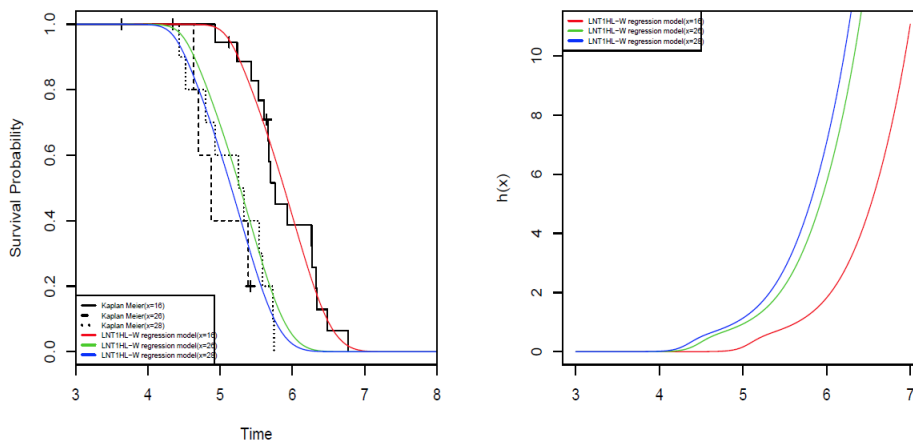 Survival Probability
1.0
0.8
0.6
0.4
0.2
0.0
Kaplan Meier(x=16)
Kaplan Meier(x=26)
Kaplan Meier(x=28)
LNT1HL-W regression model(x=16)
LNT1HL-W regression model(x=26)
LNT1HL-W regression model(x=28)
3 4 5 6 7 8
Time
h(x)
10
8
6
4
2
0
LNT1HL-W regression model(x=16)
LNT1HL-W regression model(x=26)
LNT1HL-W regression model(x=28)
3 4 5 6 7